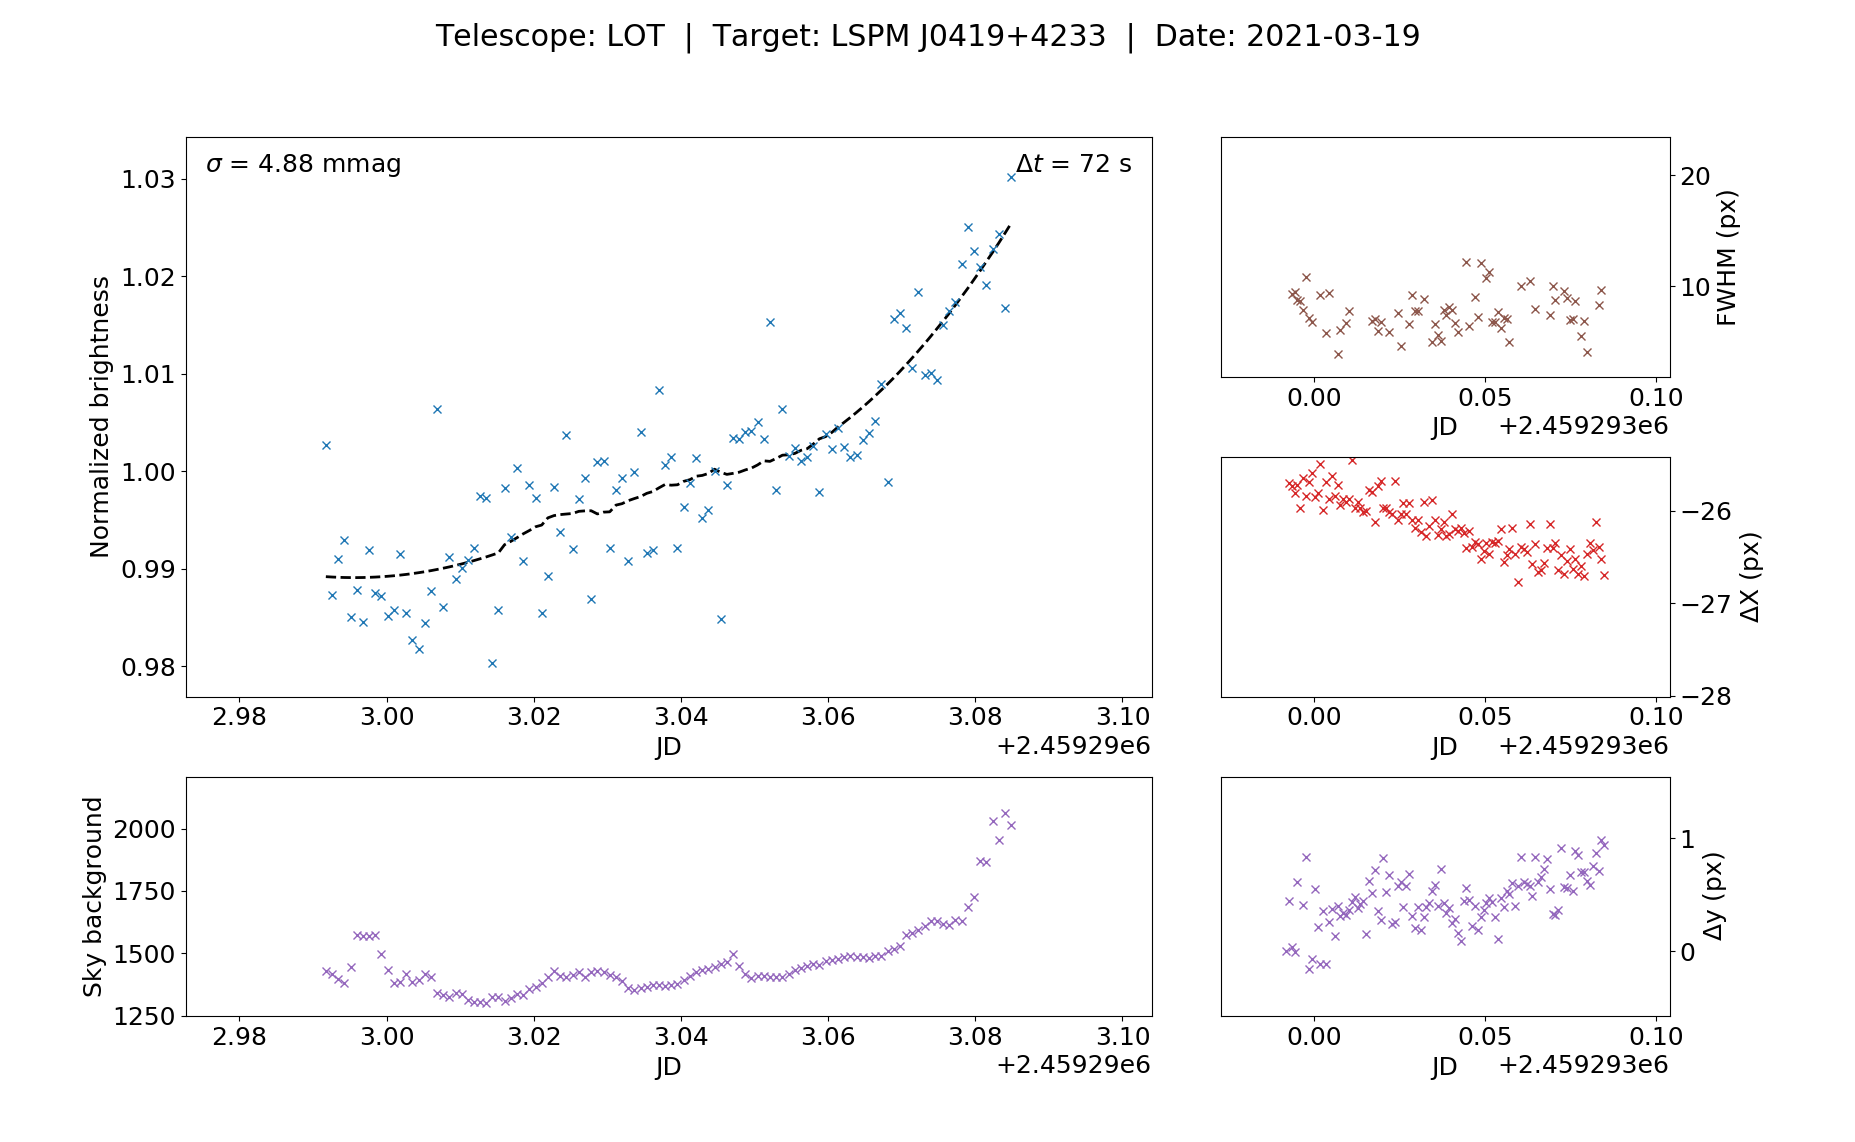 Telescope: LOT | Target: LSPM J0419+4233 | Date: 2021-03-19
σ = 4.88 mmag
Δt = 72 s
Normalized brightness
1.03
1.02
1.01
1.00
0.99
0.98
2.98 3.00 3.02 3.04 3.06 3.08 3.10
JD
+2.45929e6
20
10
FWHM (px)
0.00 0.05 0.10
JD
+2.459293e6
−26
−27
−28
ΔX (px)
0.00 0.05 0.10
JD
+2.459293e6
Sky background
2000
1750
1500
1250
2.98 3.00 3.02 3.04 3.06 3.08 3.10
JD
+2.45929e6
1
0
Δy (px)
0.00 0.05 0.10
JD
+2.459293e6